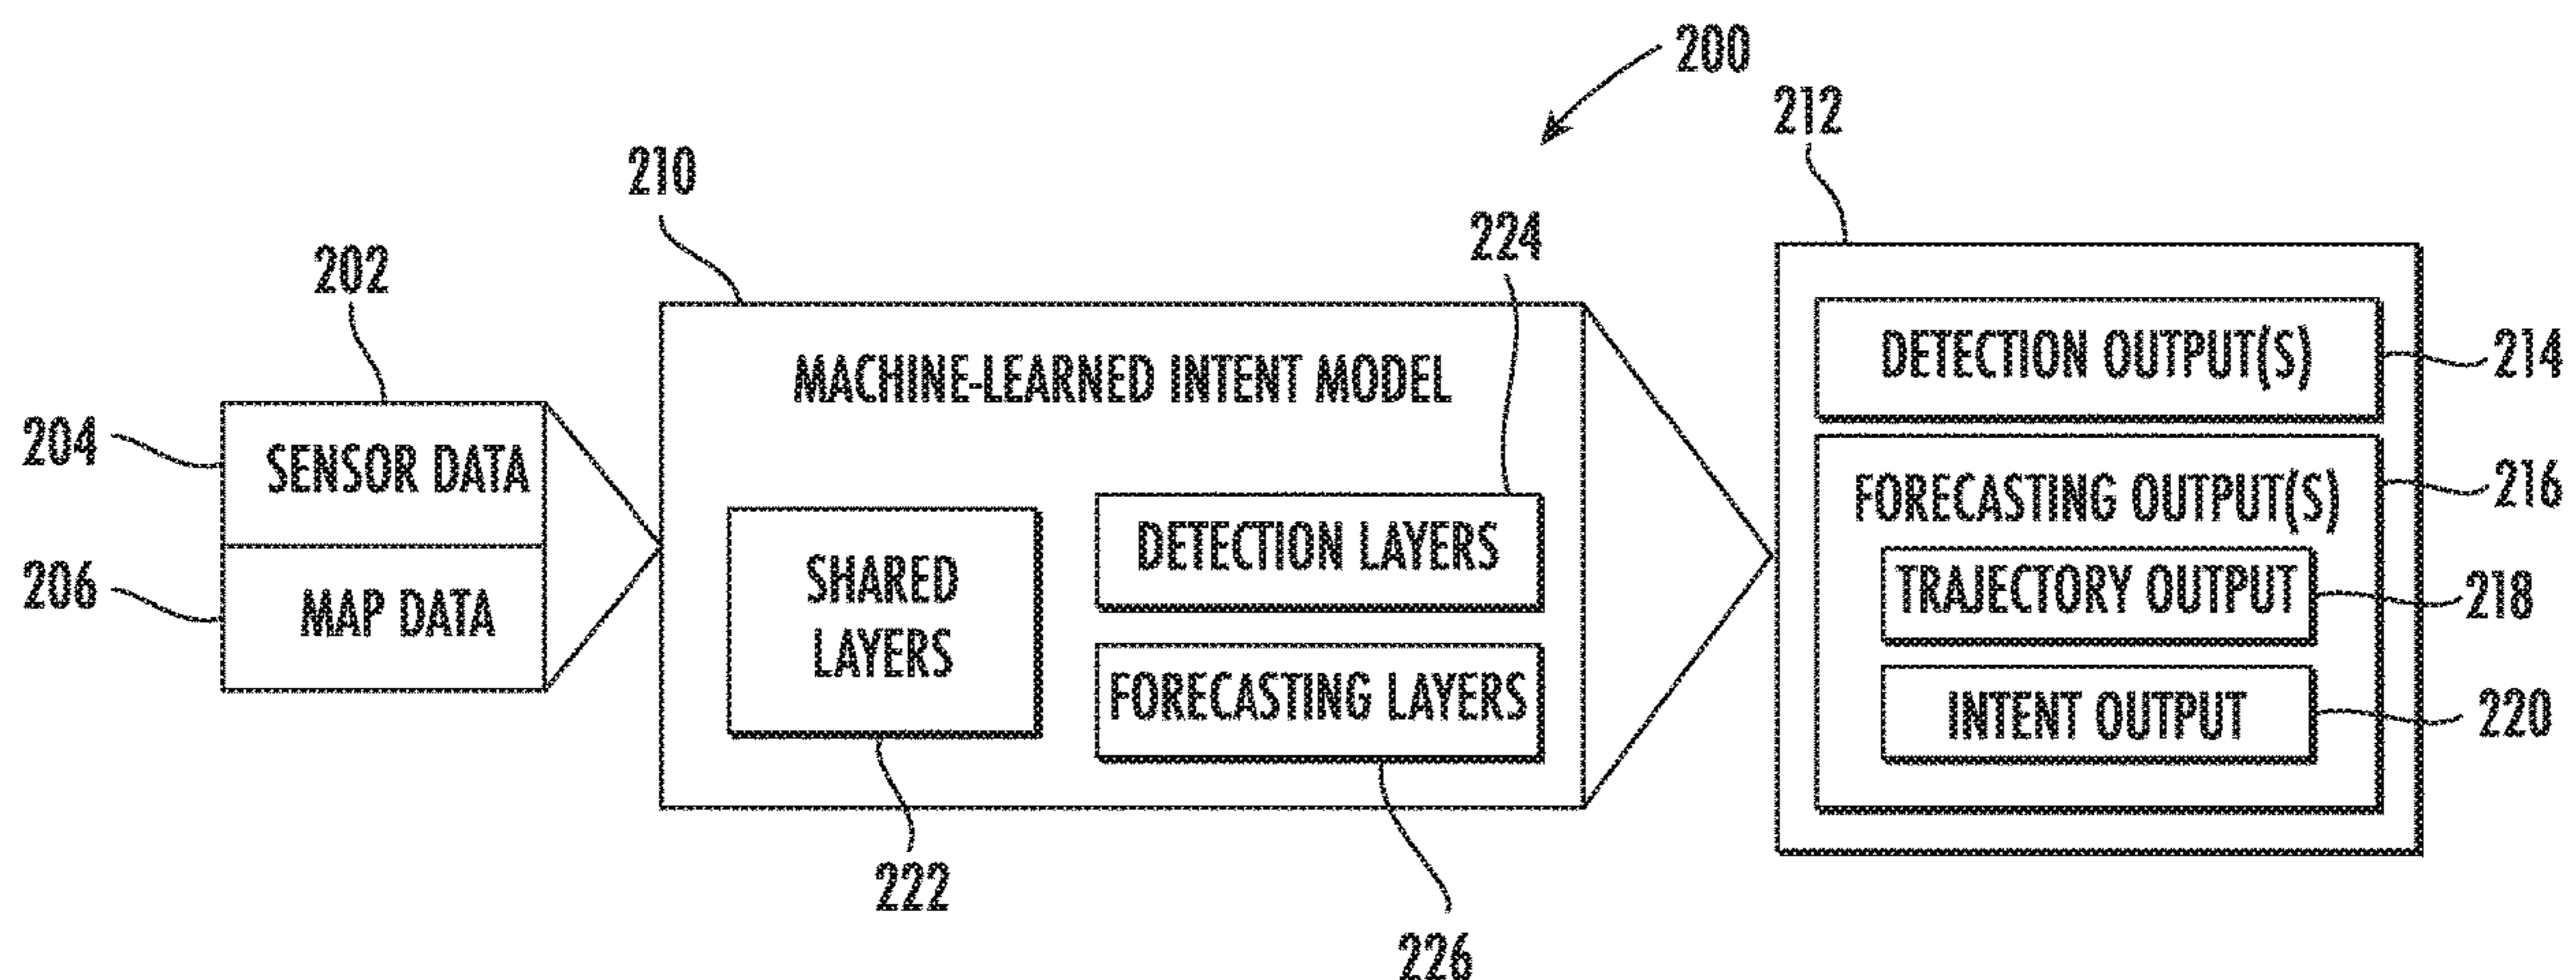 200
212
210
224
202
204
SENSOR DATA
206
MAP DATA
MACHINE-LEARNED INTENT MODEL
SHARED
LAYERS
DETECTION LAYERS
FORECASTING LAYERS
222
226
DETECTION OUTPUT(S)
214
FORECASTING OUTPUT(S)
216
TRAJECTORY OUTPUT
218
INTENT OUTPUT
220